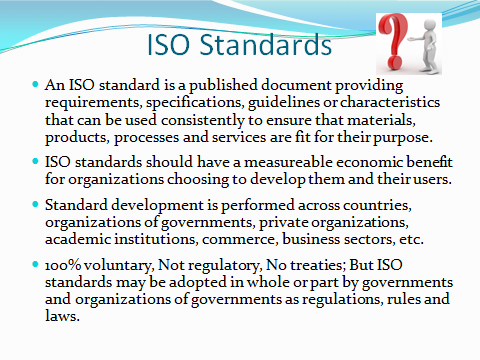 ISO Standards
An ISO standard is a published document providing
requirements, specifications, guidelines or characteristics
that can be used consistently to ensure that materials,
products, processes and services are fit for their purpose.
ISO standards should have a measureable economic benefit
for organizations choosing to develop them and their users.
Standard development is performed across countries,
organizations of governments, private organizations,
academic institutions, commerce, business sectors, etc.
100% voluntary, Not regulatory, No treaties; But ISO
standards may be adopted in whole or part by governments
and organizations of governments as regulations, rules and
laws.